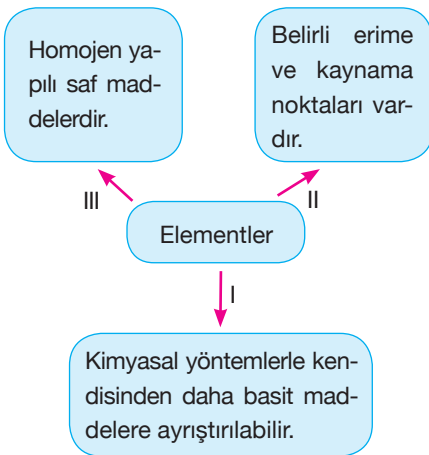 Homojen ya-
pılı saf mad-
delerdir.
Belirli erime
ve kaynama
noktaları var-
dır.
III
II
Elementler
I
Kimyasal yöntemlerle ken-
disinden daha basit mad-
delere ayrıştırılabilir.